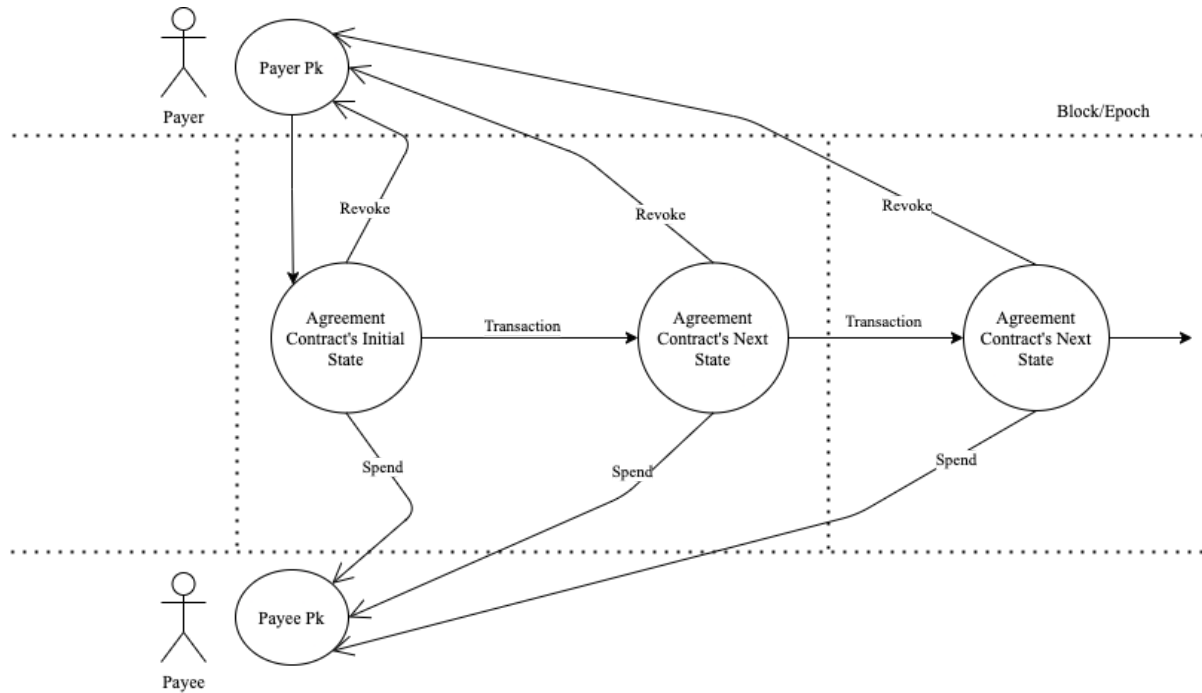 Payer Pk
Payer
Block/Epoch
Revoke
Revoke
Revoke
Agreement
Contract's Initial
State
Transaction
Agreement
Contract's Next
State
Transaction
Agreement
Contract's Next
State
Spend
Spend
Spend
Payee Pk
Payee